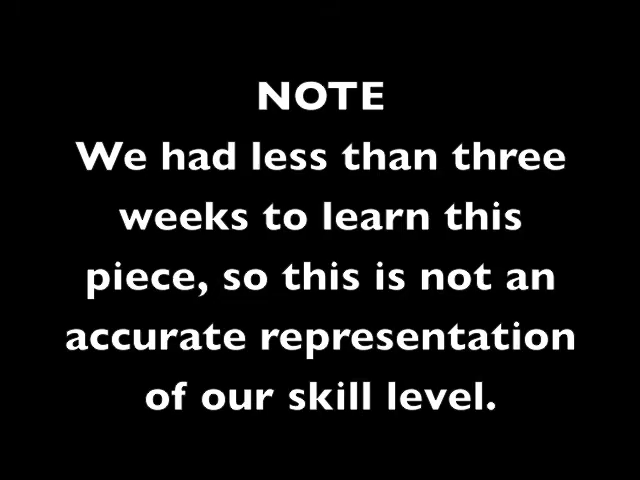 NOTE
We had less than three
weeks to learn this
piece, so this is not an
accurate representation
of our skill level.